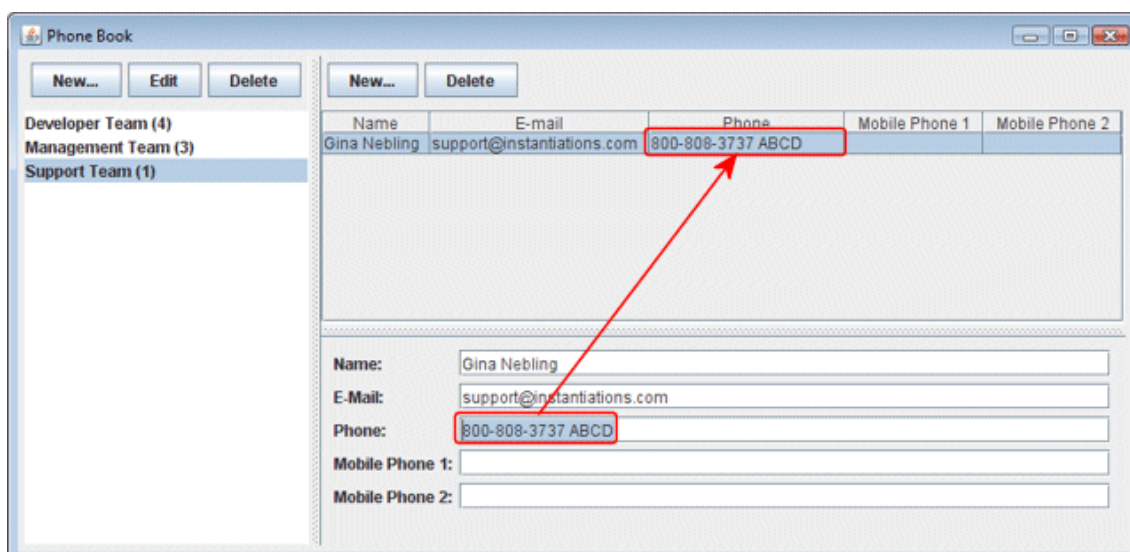 Phone Book
New... Edit Delete
New... Delete
Developer Team (4)
Management Team (3)
Support Team (1)
Name E-mail Phone Mobile Phone 1 Mobile Phone 2
Gina Nebling support@instantiations.com 800-808-3737 ABCD
Name: Gina Nebling
E-Mail: support@instantiations.com
Phone: 800-808-3737 ABCD
Mobile Phone 1:
Mobile Phone 2: